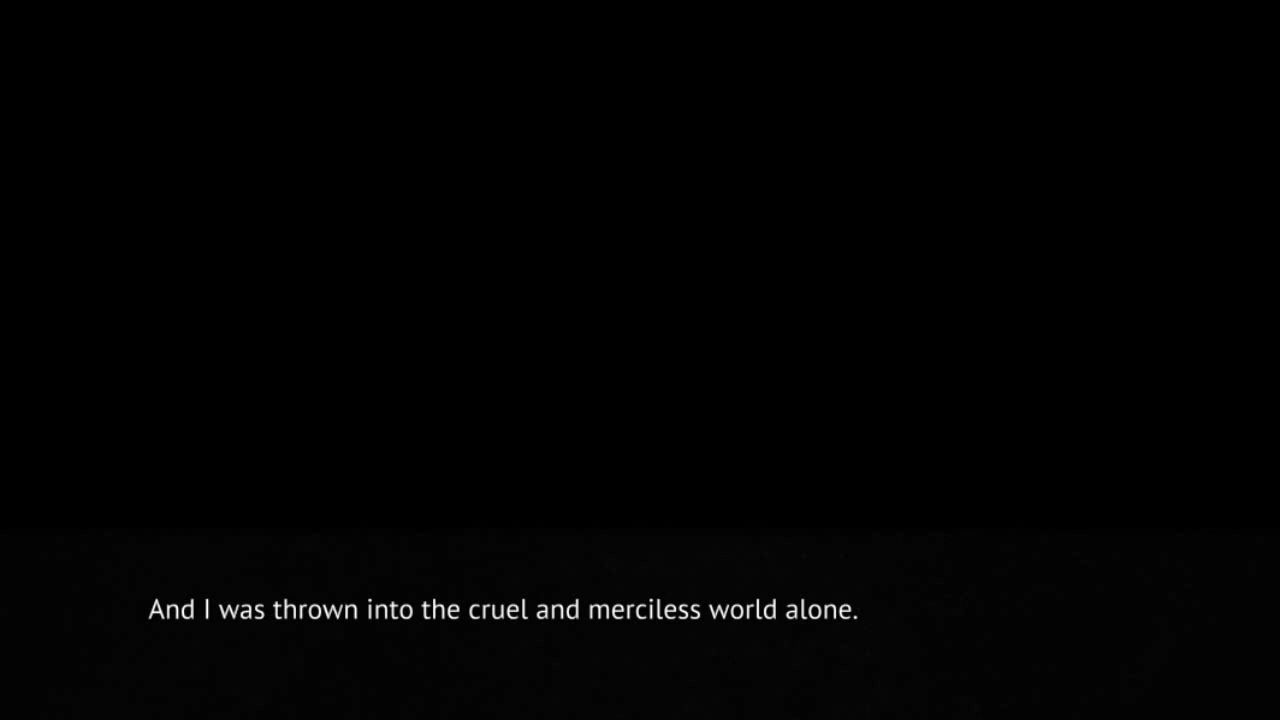 And I was thrown into the cruel and merciless world alone.